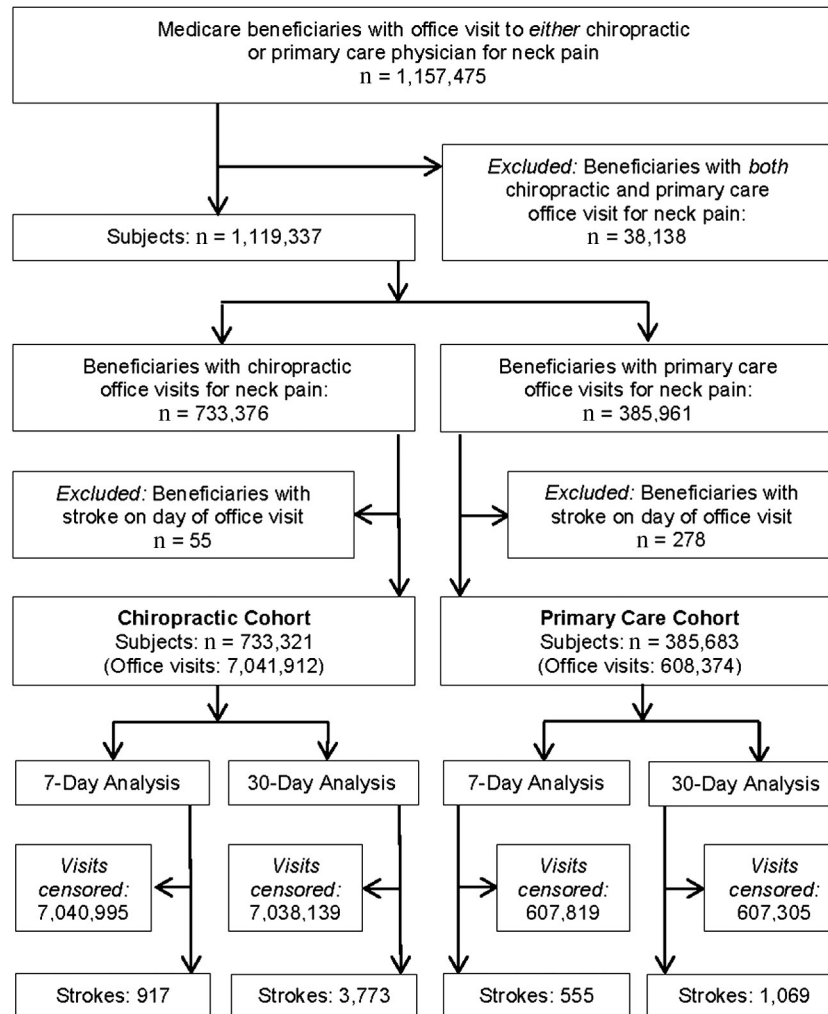 Medicare beneficiaries with office visit to either chiropractic
or primary care physician for neck pain
n = 1,157,475
Excluded: Beneficiaries with both
chiropractic and primary care
office visit for neck pain:
n = 38,138
Subjects: n = 1,119,337
Beneficiaries with chiropractic
office visits for neck pain:
n = 733,376
Beneficiaries with primary care
office visits for neck pain:
n = 385,961
Excluded: Beneficiaries with
stroke on day of office visit
n = 55
Excluded: Beneficiaries with
stroke on day of office visit
n = 278
Chiropractic Cohort
Subjects: n = 733,321
(Office visits: 7,041,912)
Primary Care Cohort
Subjects: n = 385,683
(Office visits: 608,374)
7-Day Analysis
30-Day Analysis
7-Day Analysis
30-Day Analysis
Visits
censored:
7,040,995
Visits
censored:
7,038,139
Visits
censored:
607,819
Visits
censored:
607,305
Strokes: 917
Strokes: 3,773
Strokes: 555
Strokes: 1,069